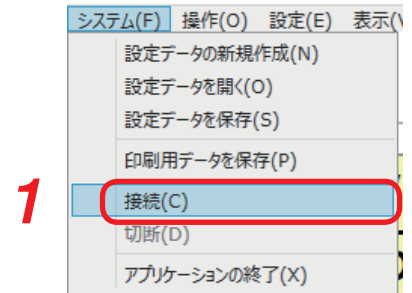 システム(F) 操作(O) 設定(E) 表示(
設定データの新規作成(N)
設定データを開く(O)
設定データを保存(S)
印刷用データを保存(P)
1 接続(C)
切断(D)
アプリケーションの終了(X)